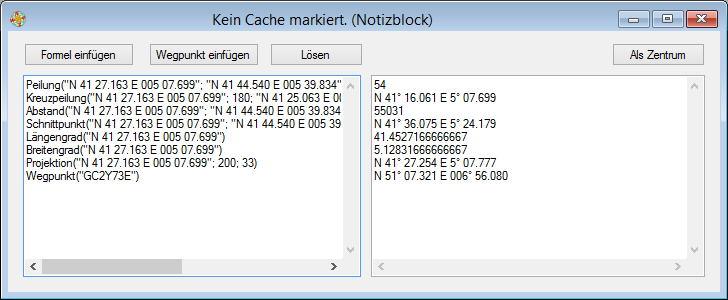 Kein Cache markiert. (Notizblock)
Formel einfügen
Wegpunkt einfügen
Lösen
Als Zentrum
Peilung("N 41 27.163 E 005 07.699"; "N 41 44.540 E 005 39.834"
Kreuzpeilung("N 41 27.163 E 005 07.699"; 180; "N 41 25.063 E 00
Abstand("N 41 27.163 E 005 07.699"; "N 41 44.540 E 005 39.834
Schnittpunkt("N 41 27.163 E 005 07.699"; "N 41 44.540 E 005 39
Längengrad("N 41 27.163 E 005 07.699")
Breitengrad("N 41 27.163 E 005 07.699")
Projektion("N 41 27.163 E 005 07.699"; 200; 33)
Wegpunkt("GC2Y73E")
54
N 41° 16.061 E 5° 07.699
55031
N 41° 36.075 E 5° 24.179
41.4527166666667
5.12831666666667
N 41° 27.254 E 5° 07.777
N 51° 07.321 E 006° 56.080